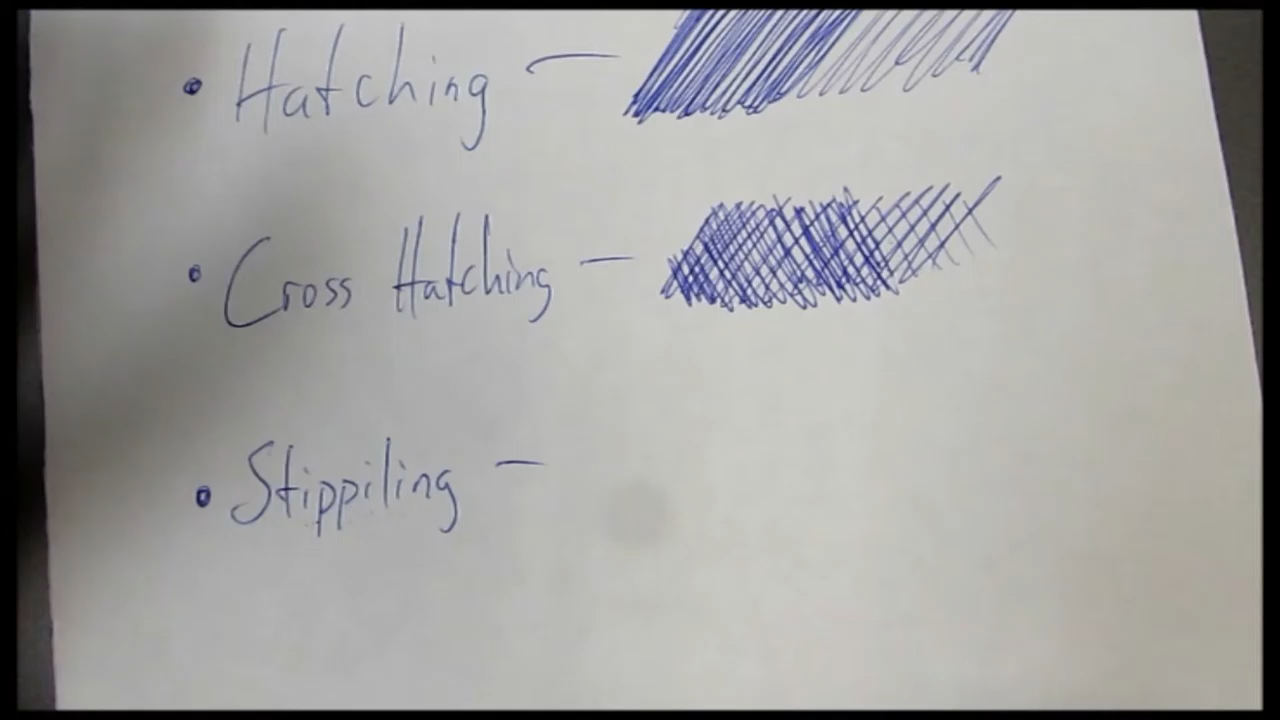 • Hatching —
• Cross Hatching —
• Stippiling —